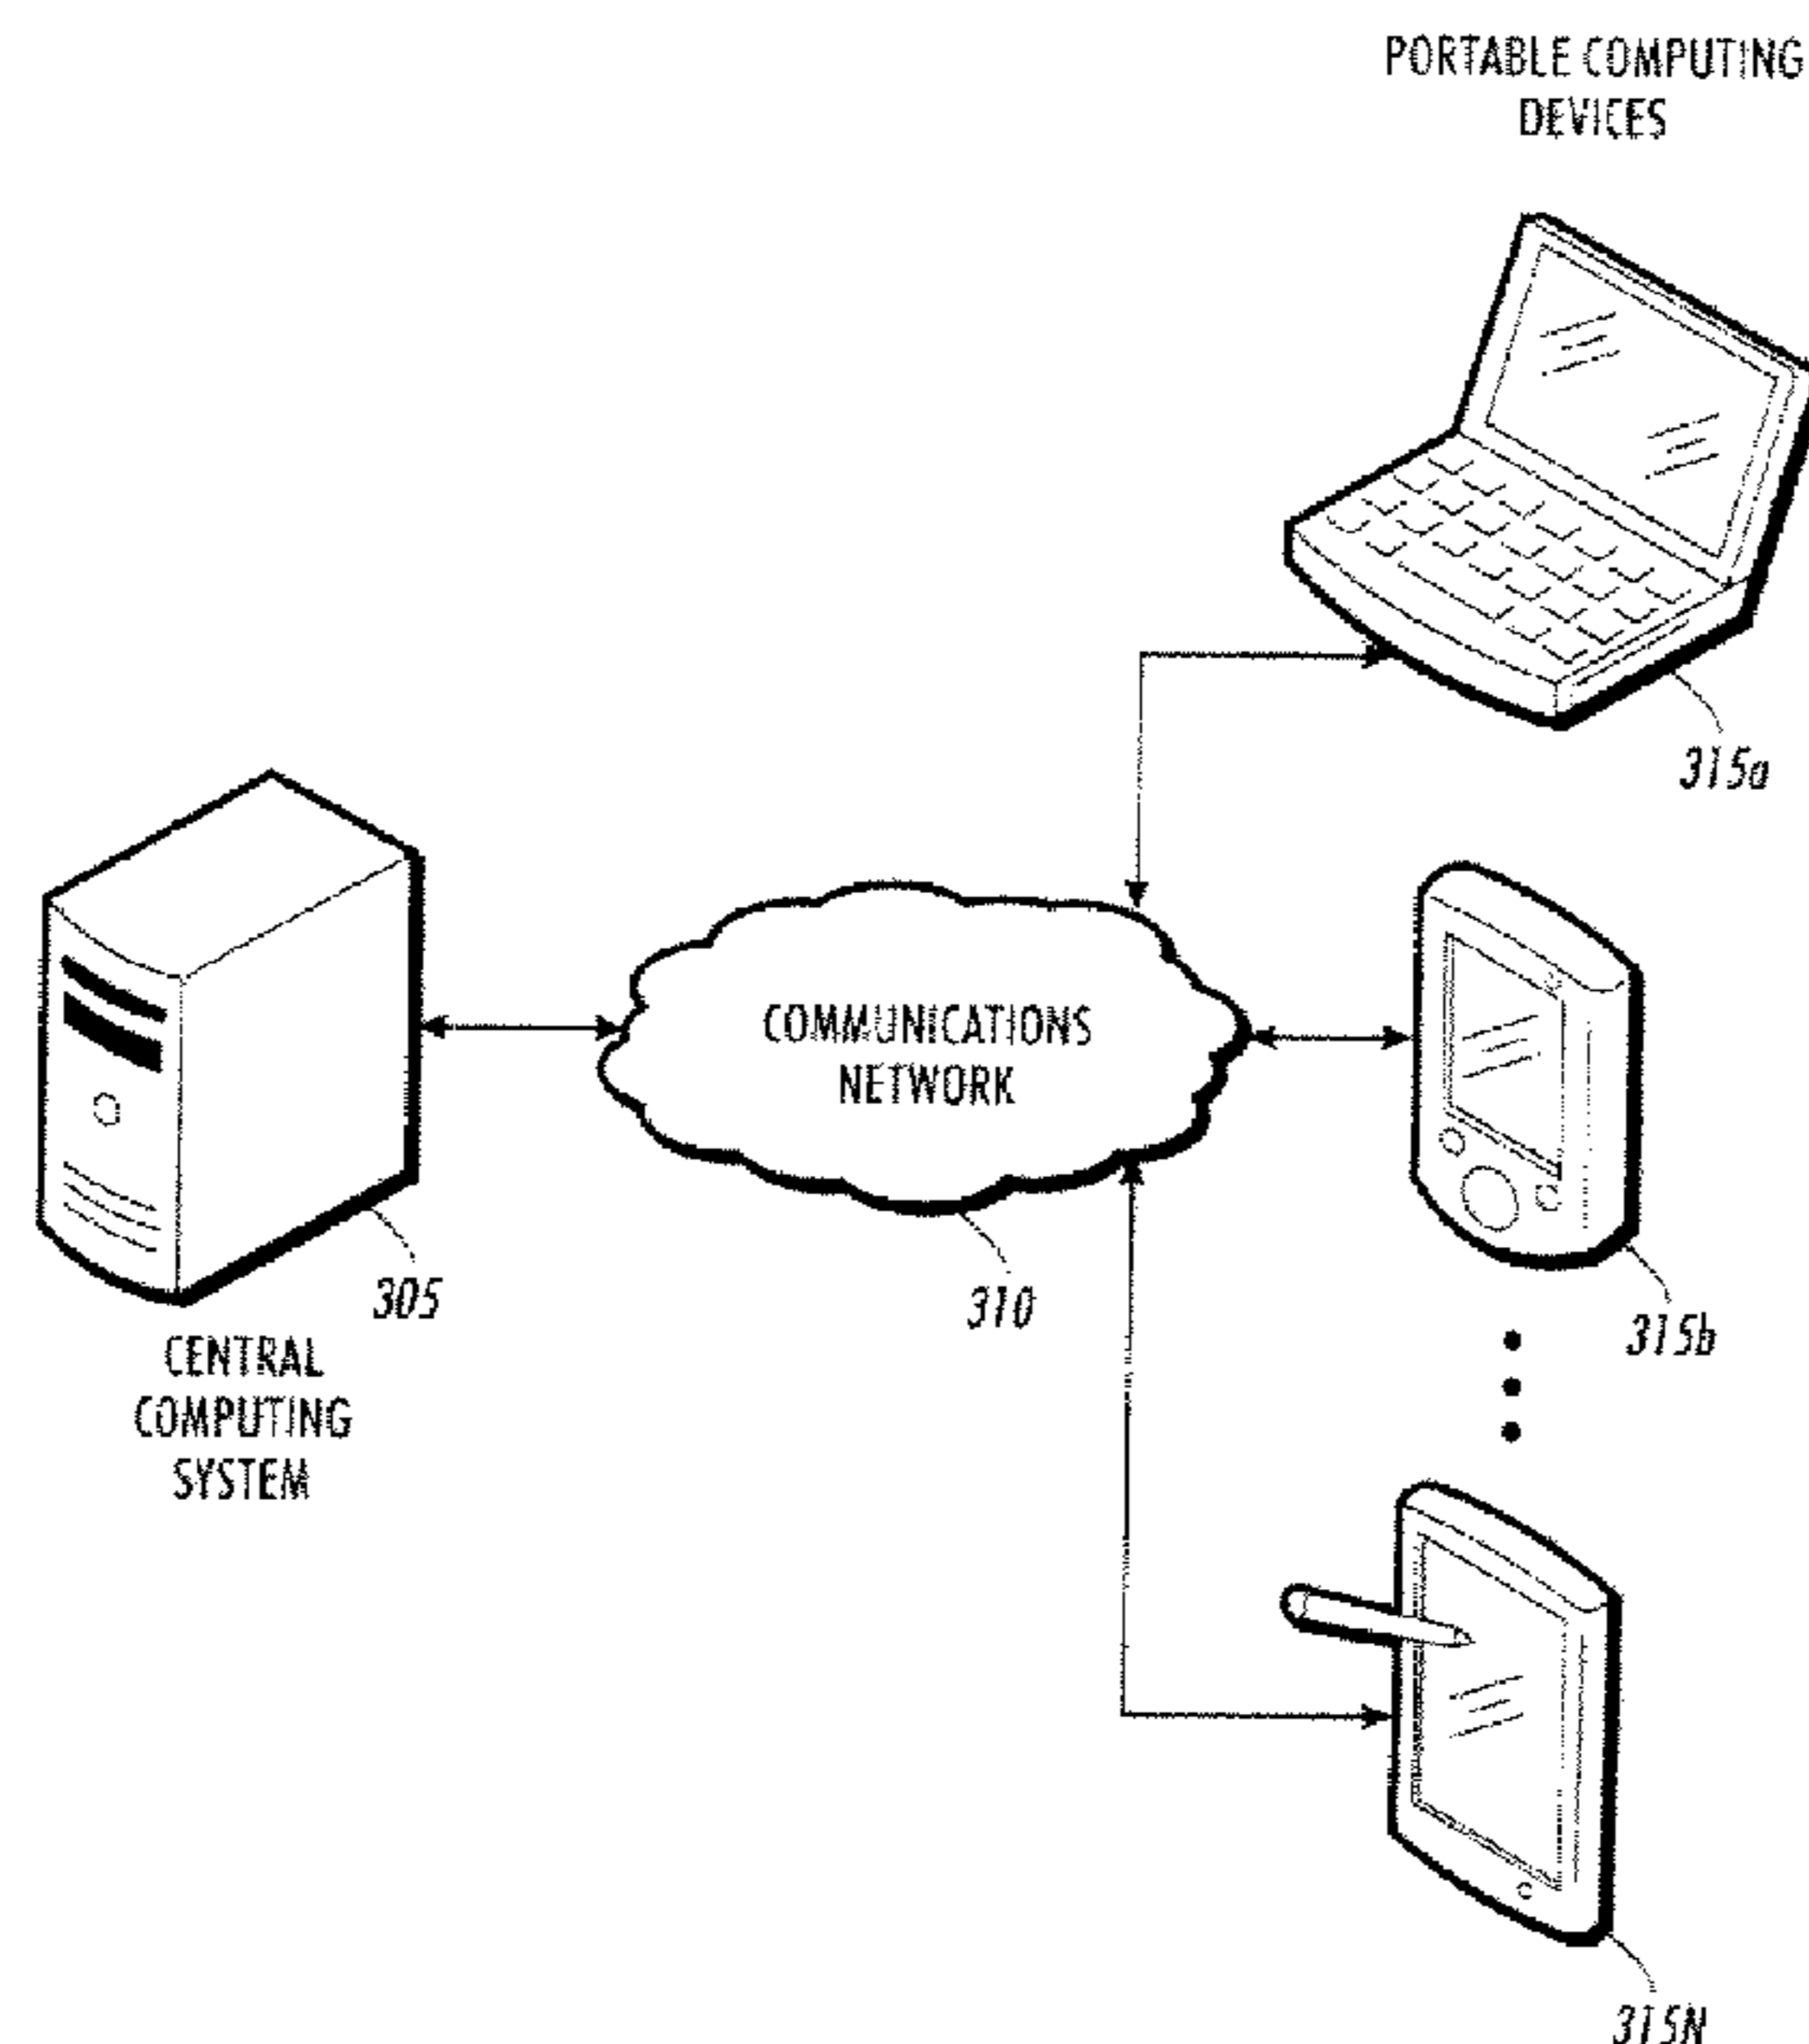 PORTABLE COMPUTING
DEVICES
315a
COMMUNICATIONS
NETWORK
305
310
315b
CENTRAL
COMPUTING
SYSTEM
315N